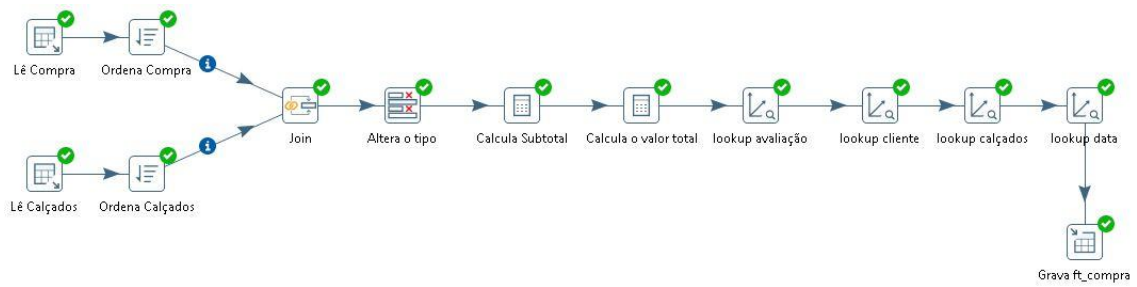 Lê Compra
Ordena Compra
Join
Altera o tipo
Calcula Subtotal
Calcula o valor total
lookup avaliação
lookup cliente
lookup calçados
lookup data
Lê Calçados
Ordena Calçados
Grava ft_compra